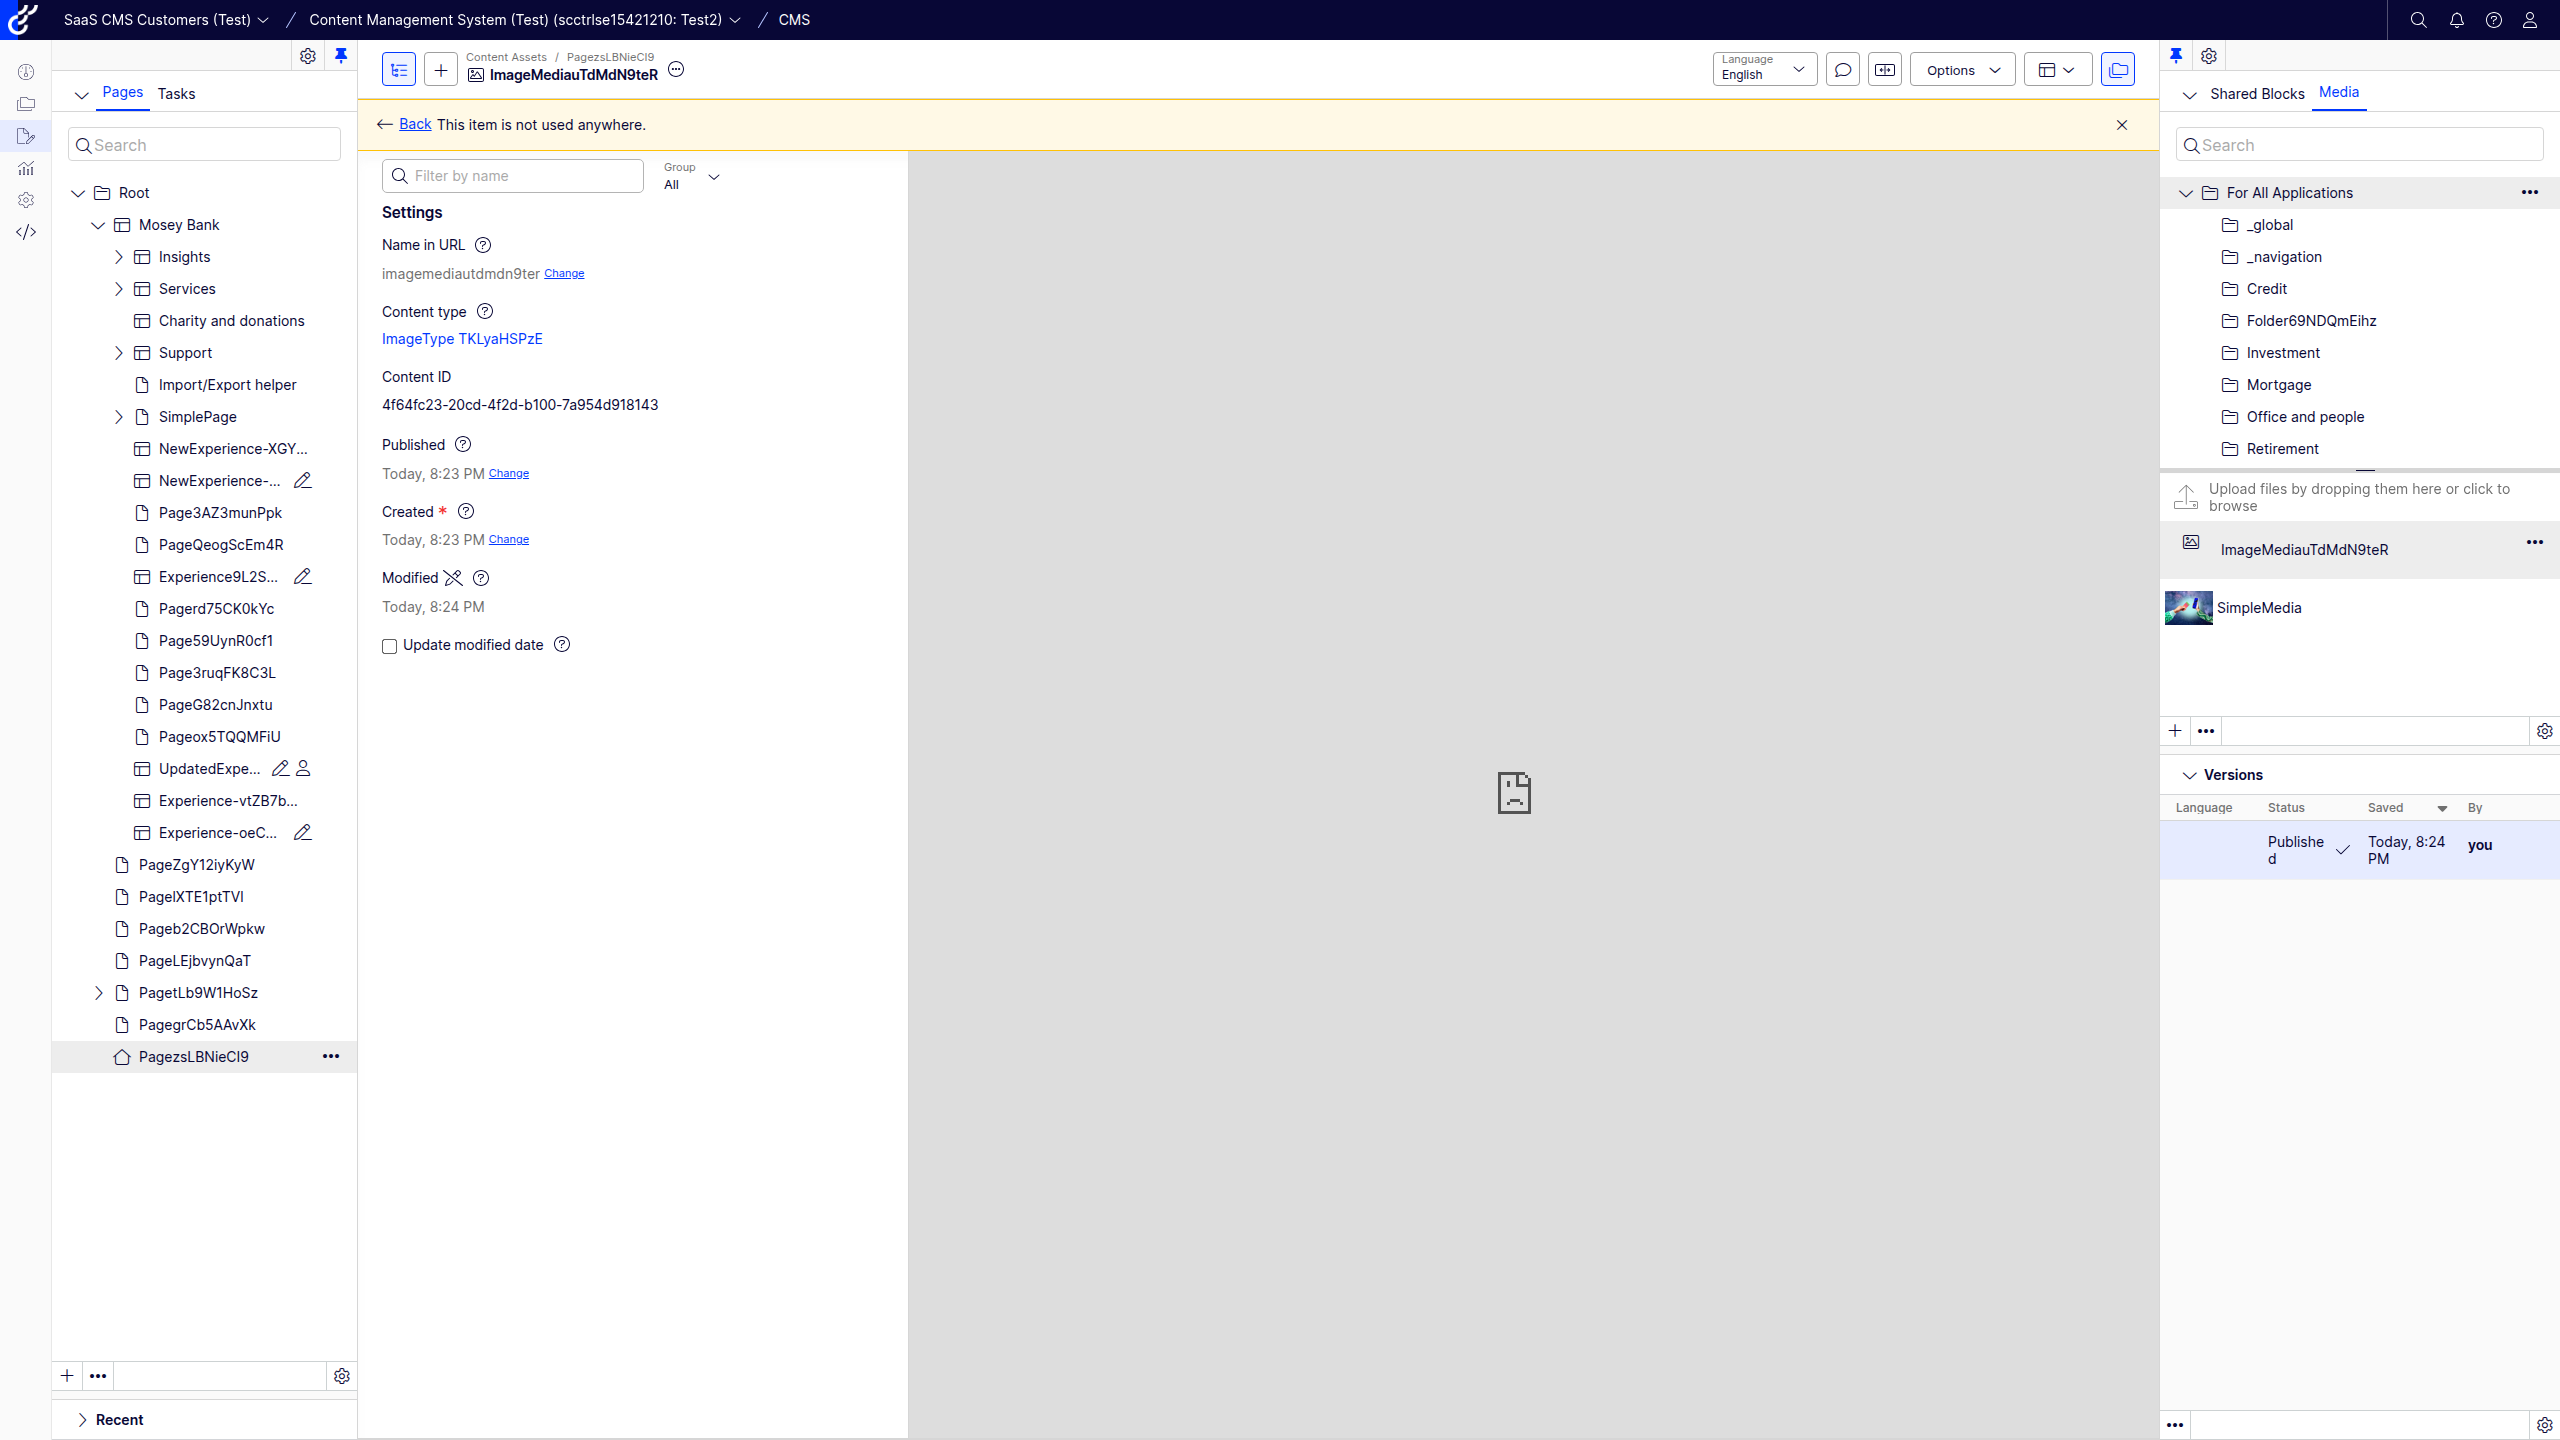 SaaS CMS Customers (Test)
Content Management System (Test) (scctrlse15421210: Test2)
CMS
Pages
Tasks
Search
Root
Mosey Bank
Insights
Services
Charity and donations
Support
Import/Export helper
SimplePage
NewExperience-XGY...
NewExperience-...
Page3AZ3munPpk
PageQeogScEm4R
Experience9L2S...
Pagerd75CK0kYc
Page59UynR0cf1
Page3ruqFK8C3L
PageG82cnJnxtu
Pageox5TQQMFiU
UpdatedExpe...
Experience-vtZB7b...
Experience-oeC...
PageZgY12iyKyW
PagelXTE1ptTVI
Pageb2CBOrWpkw
PageLEjbvynQaT
PagetLb9W1HoSz
PagegrCb5AAvXk
PagezsLBNieCl9
Recent
Content Assets / PagezsLBNieCl9
ImageMediauTdMdN9teR
Language
English
Options
Back This item is not used anywhere.
Filter by name
Group
All
Settings
Name in URL
imagemediautdmdn9ter Change
Content type
ImageType TKLyaHSPzE
Content ID
4f64fc23-20cd-4f2d-b100-7a954d918143
Published
Today, 8:23 PM Change
Created *
Today, 8:23 PM Change
Modified
Today, 8:24 PM
Update modified date
Shared Blocks
Media
Search
For All Applications
_global
_navigation
Credit
Folder69NDQmEihz
Investment
Mortgage
Office and people
Retirement
Upload files by dropping them here or click to
browse
ImageMediauTdMdN9teR
SimpleMedia
Versions
Language Status Saved By
Publishe
d
Today, 8:24
PM
you